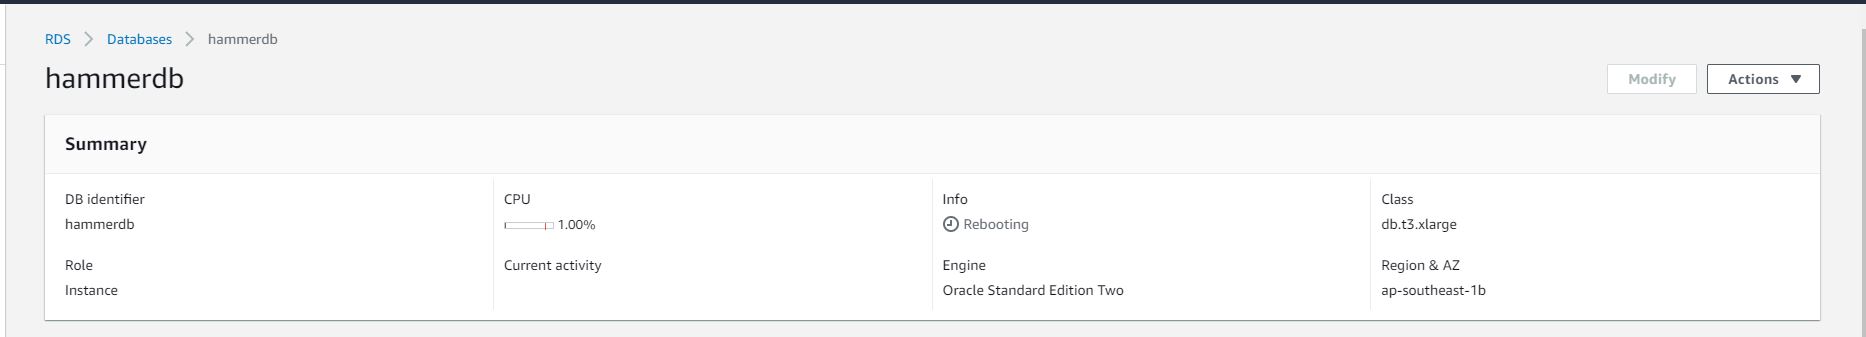 RDS > Databases > hammerdb
hammerdb
Modify
Actions
Summary
DB identifier
hammerdb
CPU
1.00%
Info
Rebooting
Class
db.t3.xlarge
Role
Instance
Current activity
Engine
Oracle Standard Edition Two
Region & AZ
ap-southeast-1b